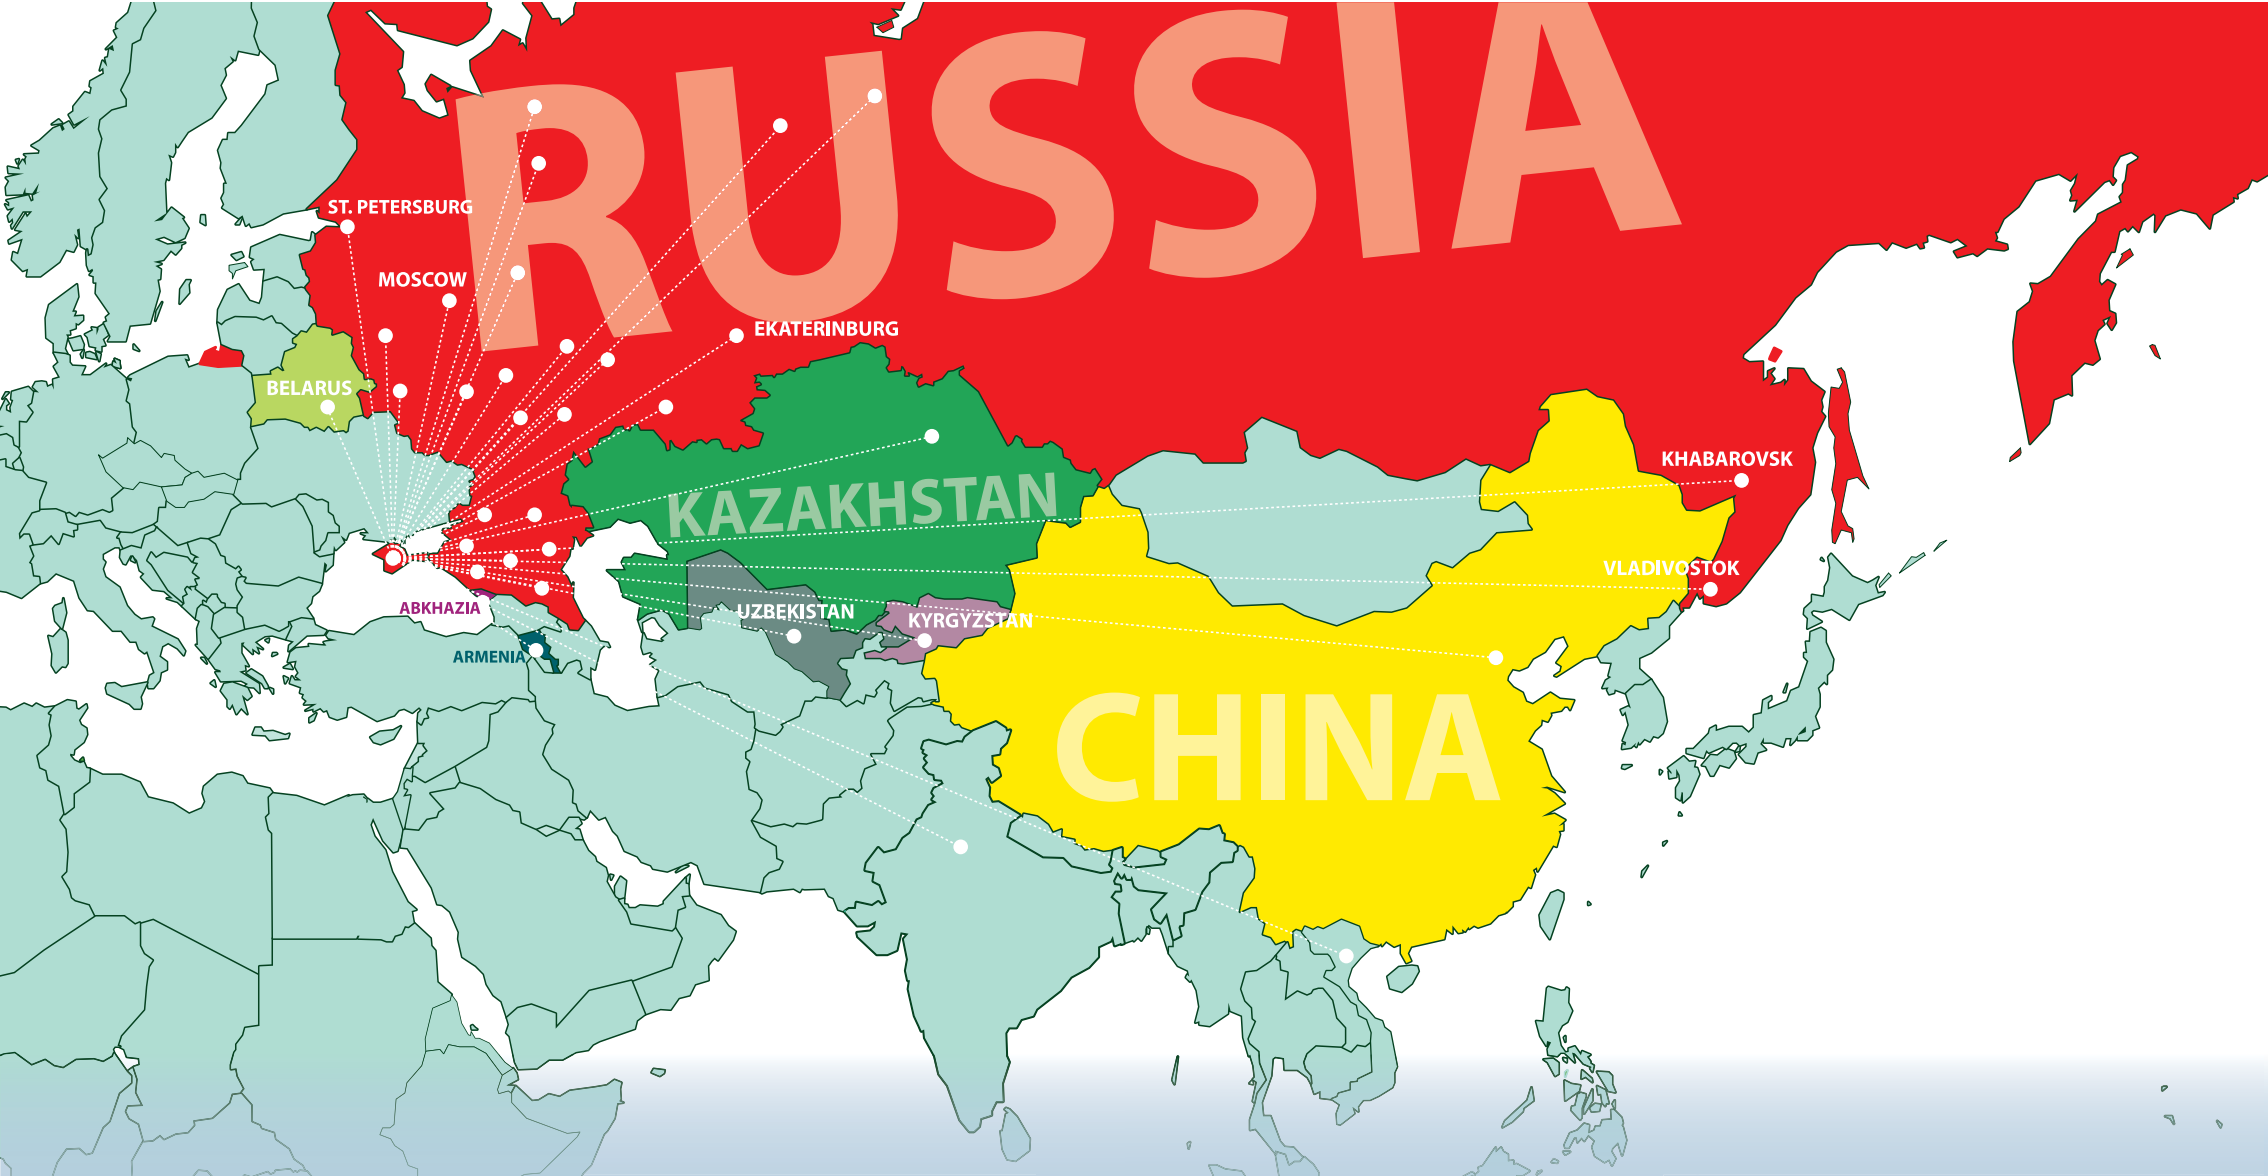 RUSSIA
ST. PETERSBURG
MOSCOW
EKATERINBURG
BELARUS
KHABAROVSK
KAZAKHSTAN
VLADIVOSTOK
ABKHAZIA
UZBEKISTAN
KYRGYZSTAN
ARMENIA
CHINA